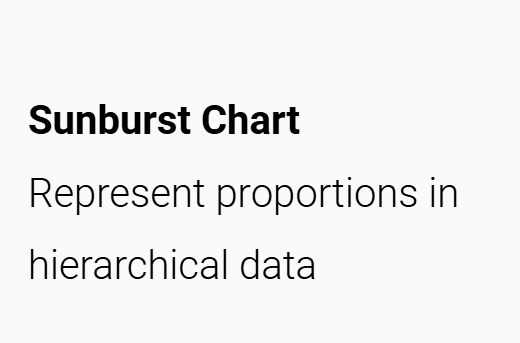 Sunburst Chart
Represent proportions in
hierarchical data